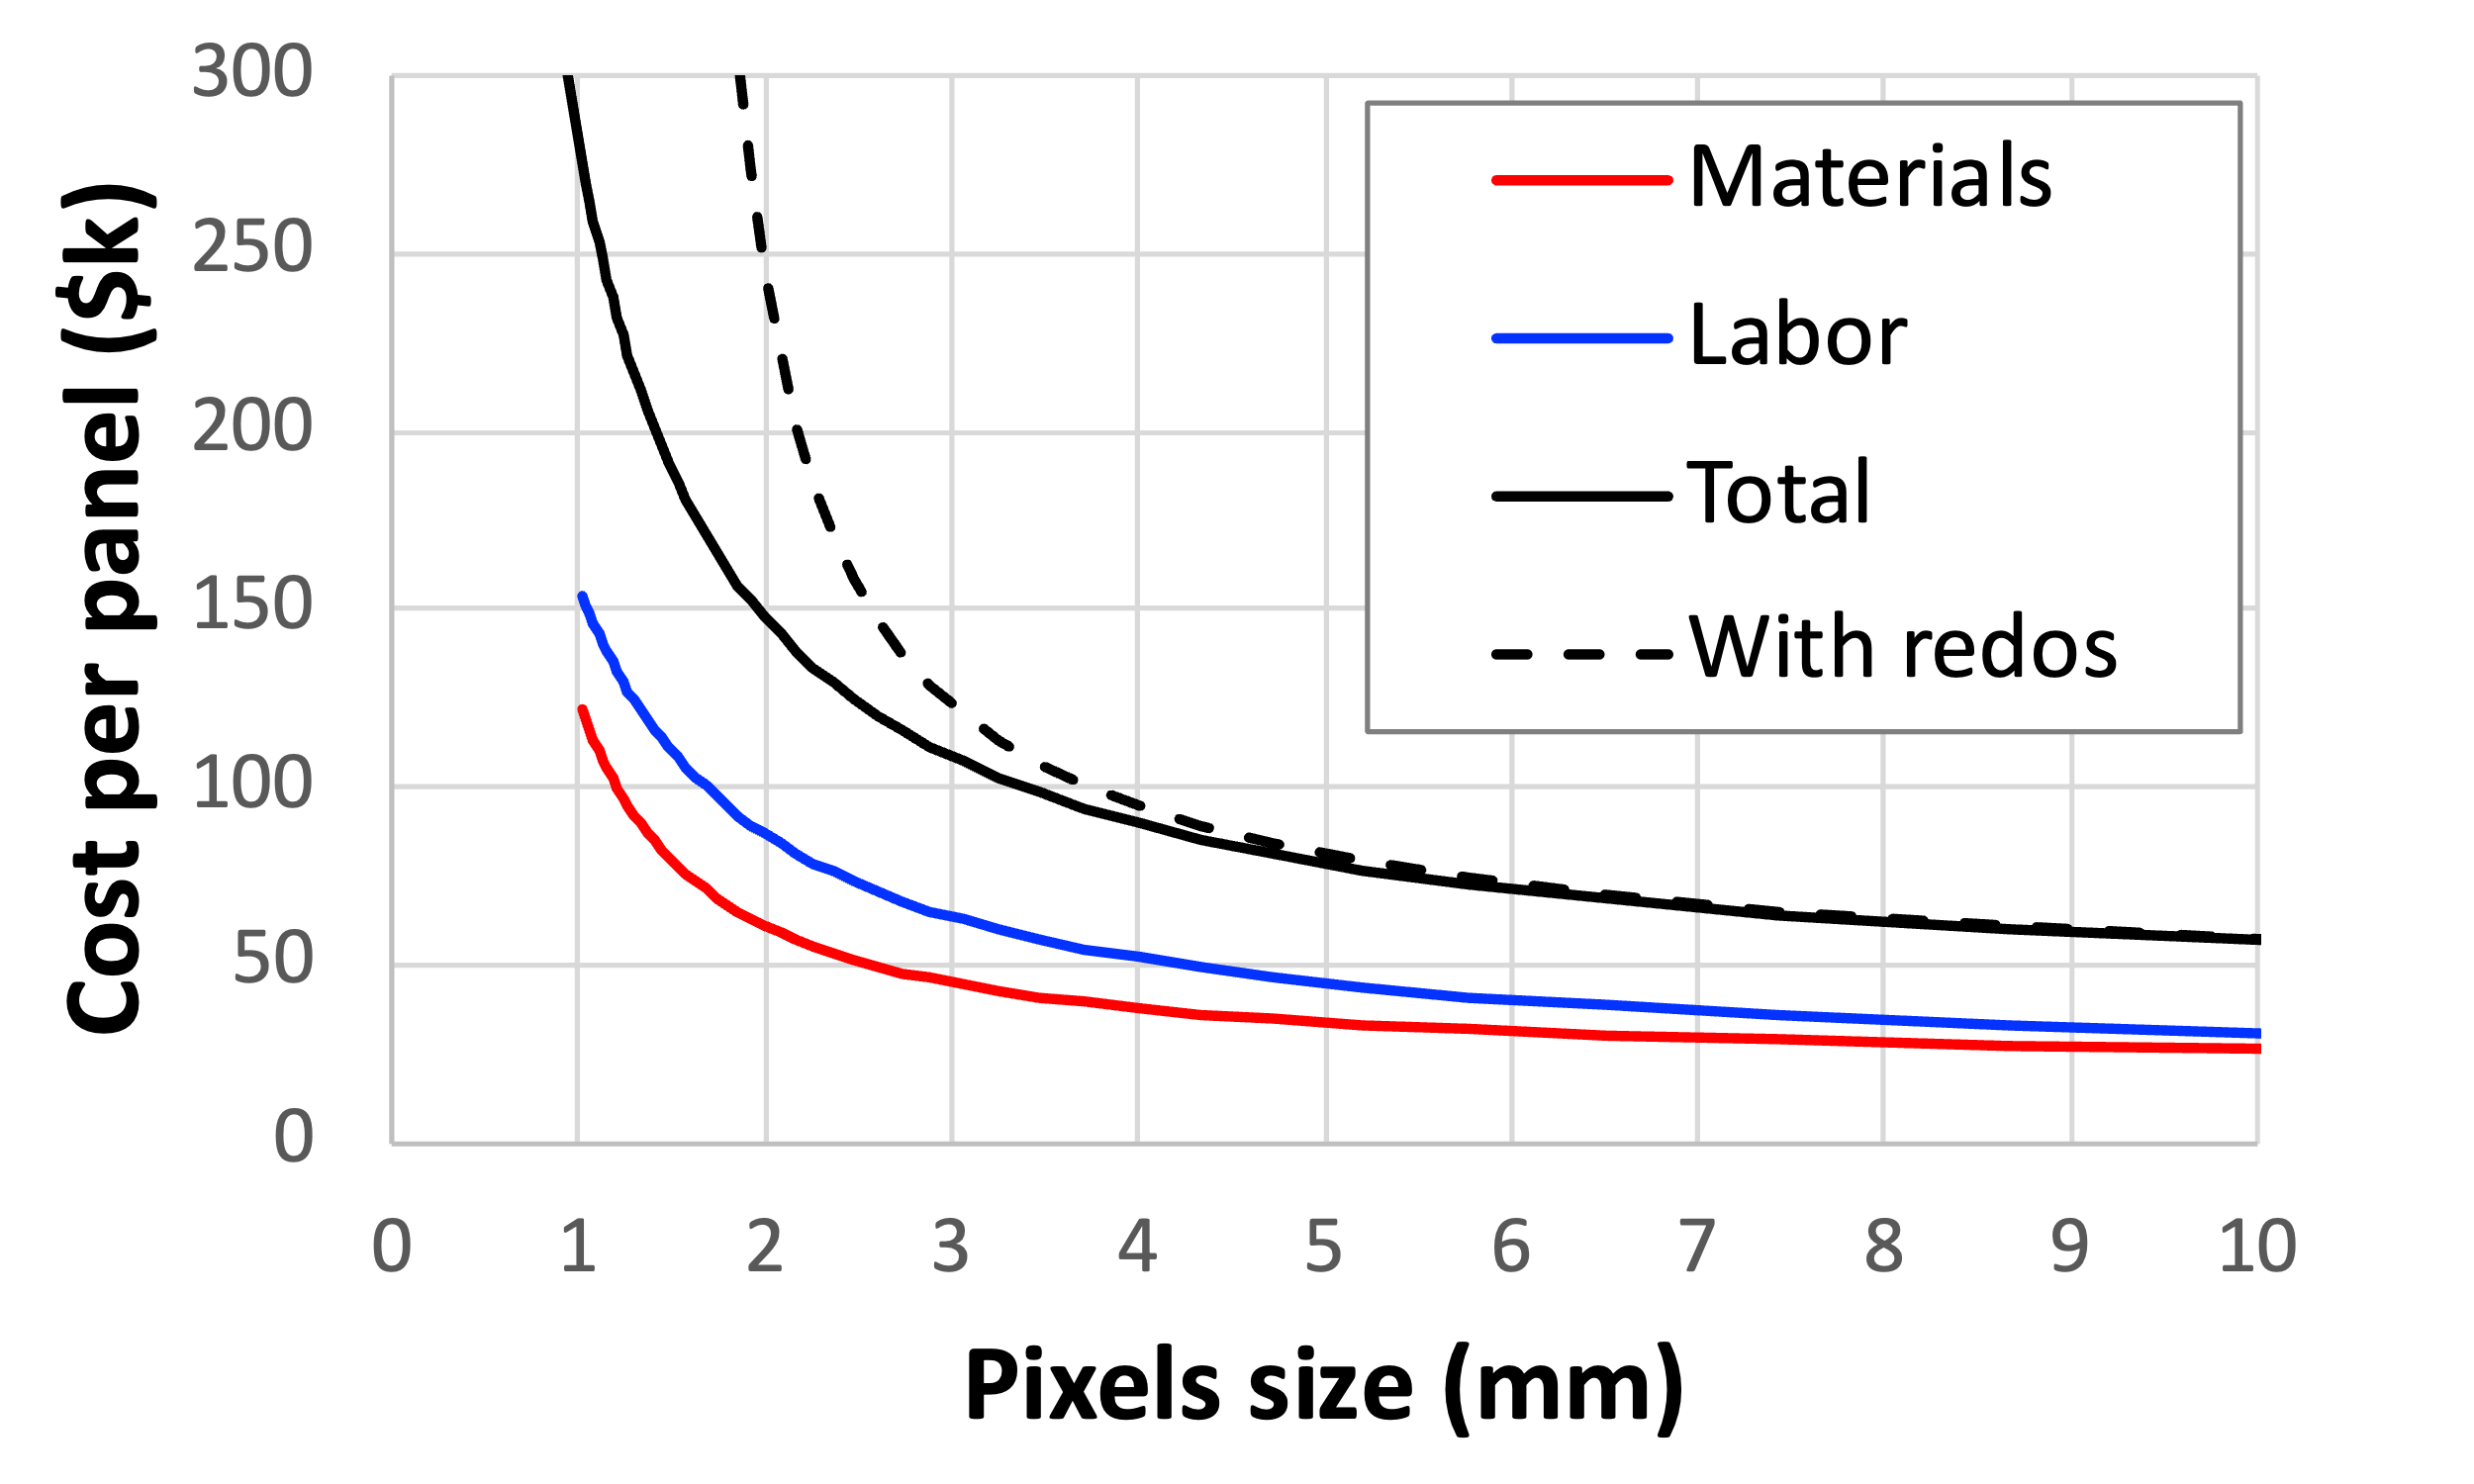 Cost per panel ($k)
300
250
200
150
100
50
0
Materials
Labor
Total
With redos
0 1 2 3 4 5 6 7 8 9 10
Pixels size (mm)